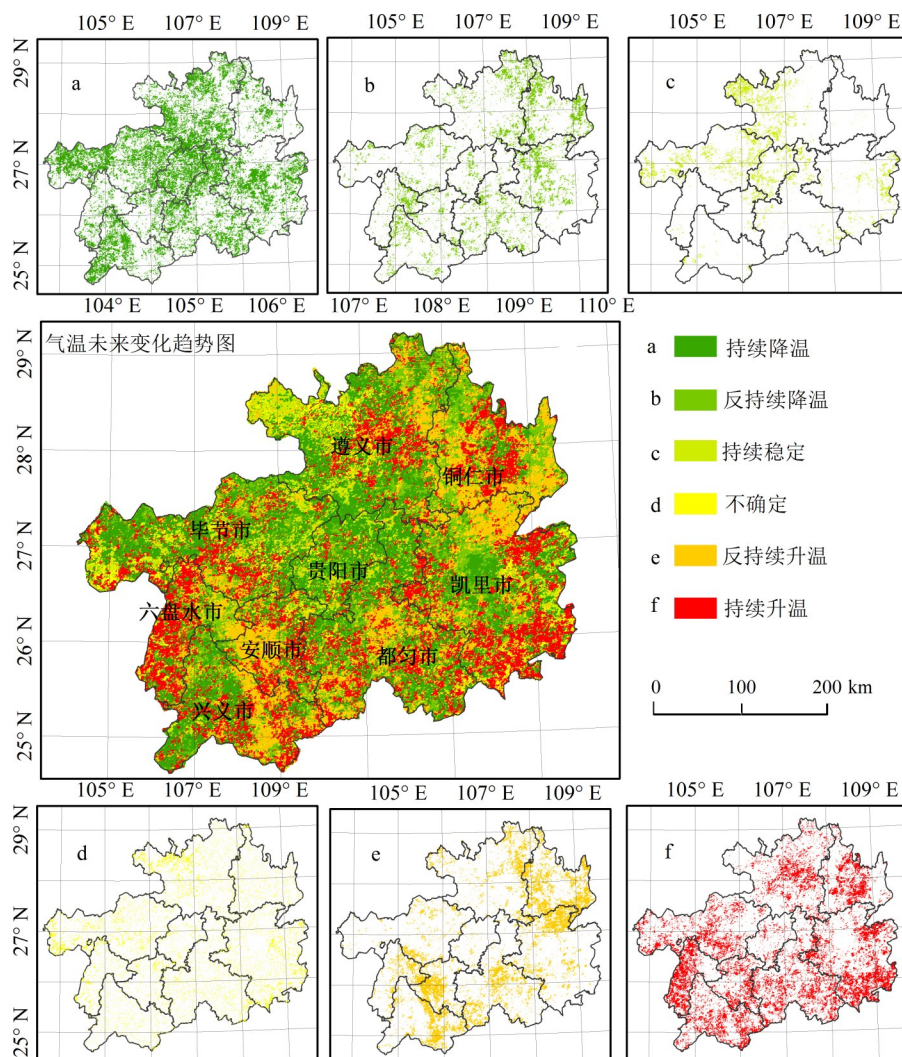 105° E 107° E 109° E
105° E 107° E 109° E
105° E 107° E 109° E
29° N
27° N
25° N
a
b
c
104° E 105° E 106° E 107° E 108° E 109° E 110° E
气温未来变化趋势图
29° N
28° N
27° N
26° N
25° N
遵义市
铜仁市
毕节市
贵阳市
凯里市
六盘水市
安顺市
都匀市
兴义市
a 持续降温
b 反持续降温
c 持续稳定
d 不确定
e 反持续升温
f 持续升温
0 100 200 km
105° E 107° E 109° E
105° E 107° E 109° E
105° E 107° E 109° E
29° N
27° N
25° N
d
e
f